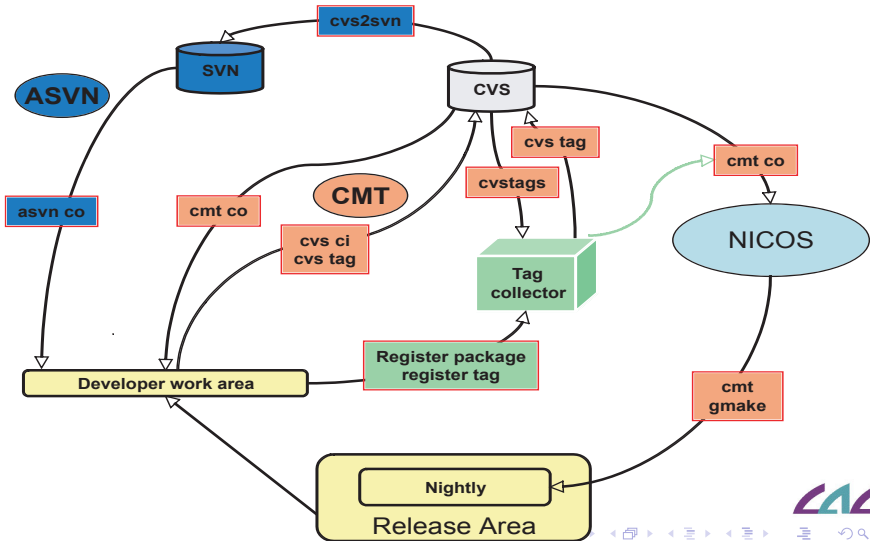 cvs2svn
SVN
ASVN
CVS
cvs tag
cmt co
cvstags
CMT
asvn co
cmt co
cvs ci
cvs tag
NICOS
Tag
collector
Register package
register tag
Developer work area
cmt
gmake
Nightly
Release Area